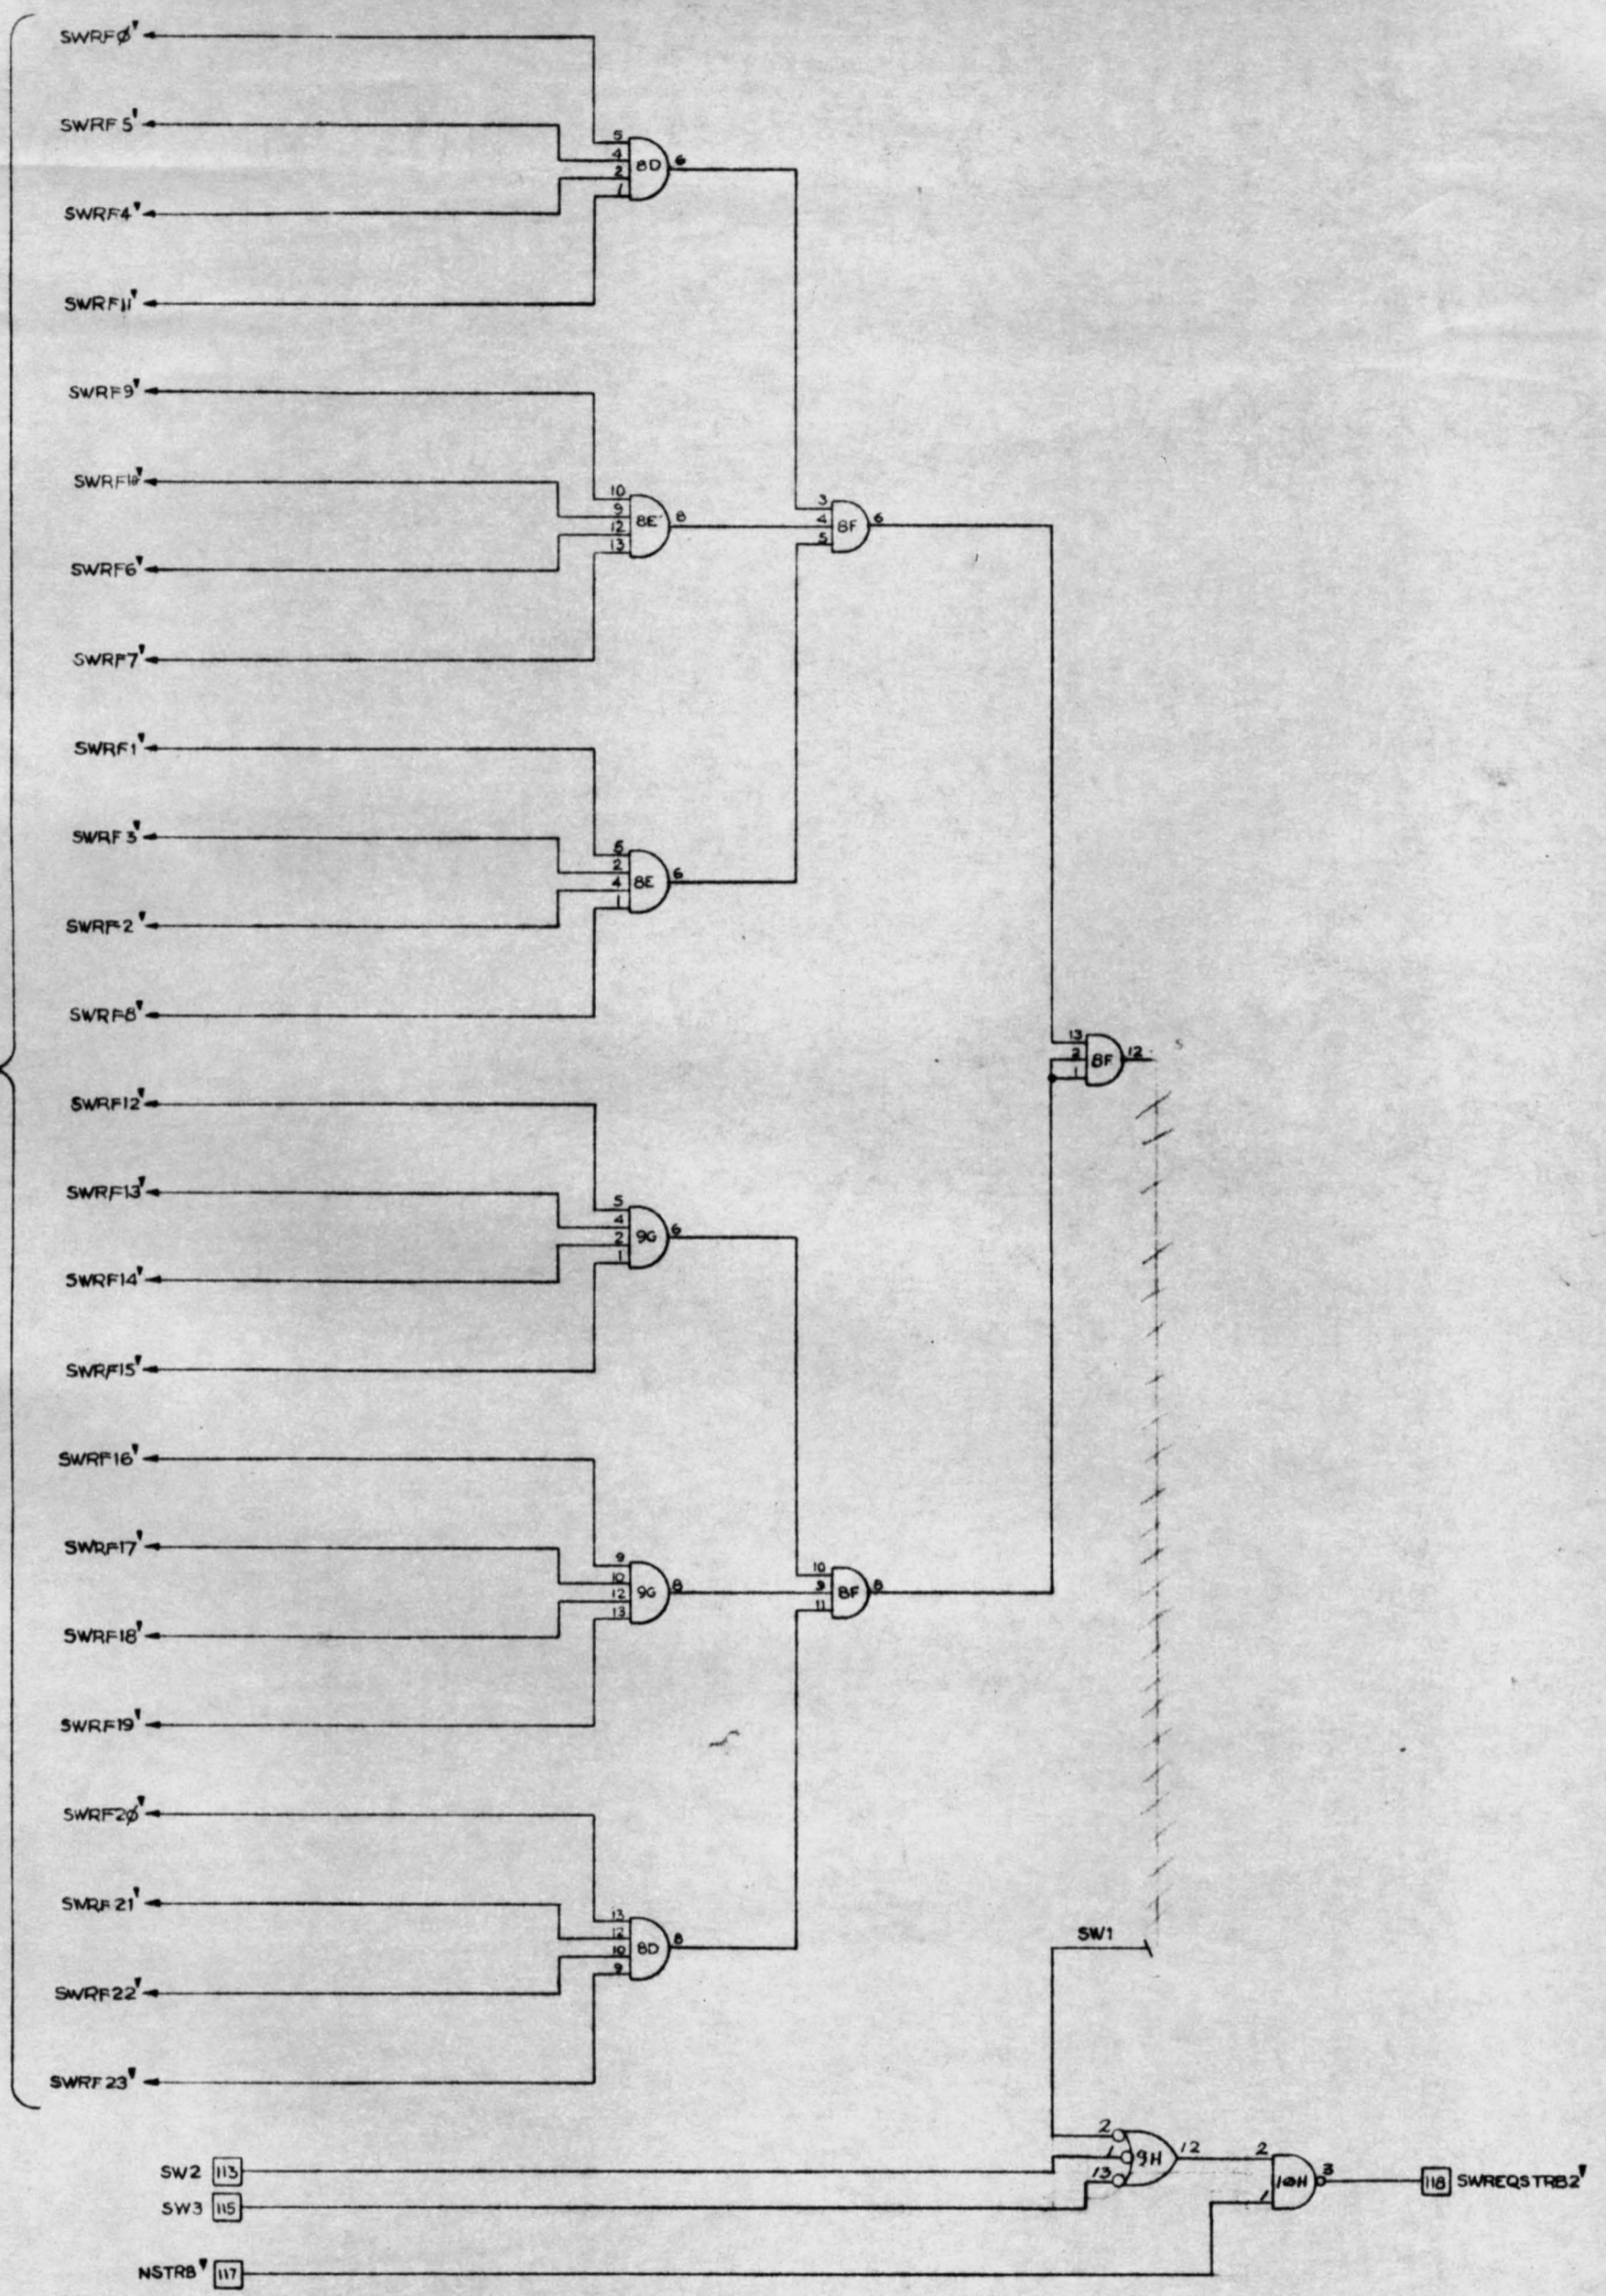 SWRFØ'
SWRF5'
5
4
2
1
8D
6
SWRF4'
SWRF11'
SWRF9'
SWRF10'
10
9
12
13
8E
8
3
4
5
8F
6
SWRF6'
SWRF7'
SWRF1'
SWRF3'
5
2
4
1
8E
6
SWRF2'
SWRF8'
13
2
1
8F
12
SWRF12'
SWRF13'
5
4
2
1
9G
6
SWRF14'
SWRF15'
SWRF16'
SWRF17'
9
10
12
13
9G
8
10
9
11
8F
8
SWRF18'
SWRF19'
SWRF2Ø'
SWRF21'
13
12
10
9
8D
8
SW1
SWRF22'
SWRF23'
2
1
13
9H
12
2
1
10H
3
118 SWREQSTRB2'
SW2 113
SW3 115
NSTRB' 117